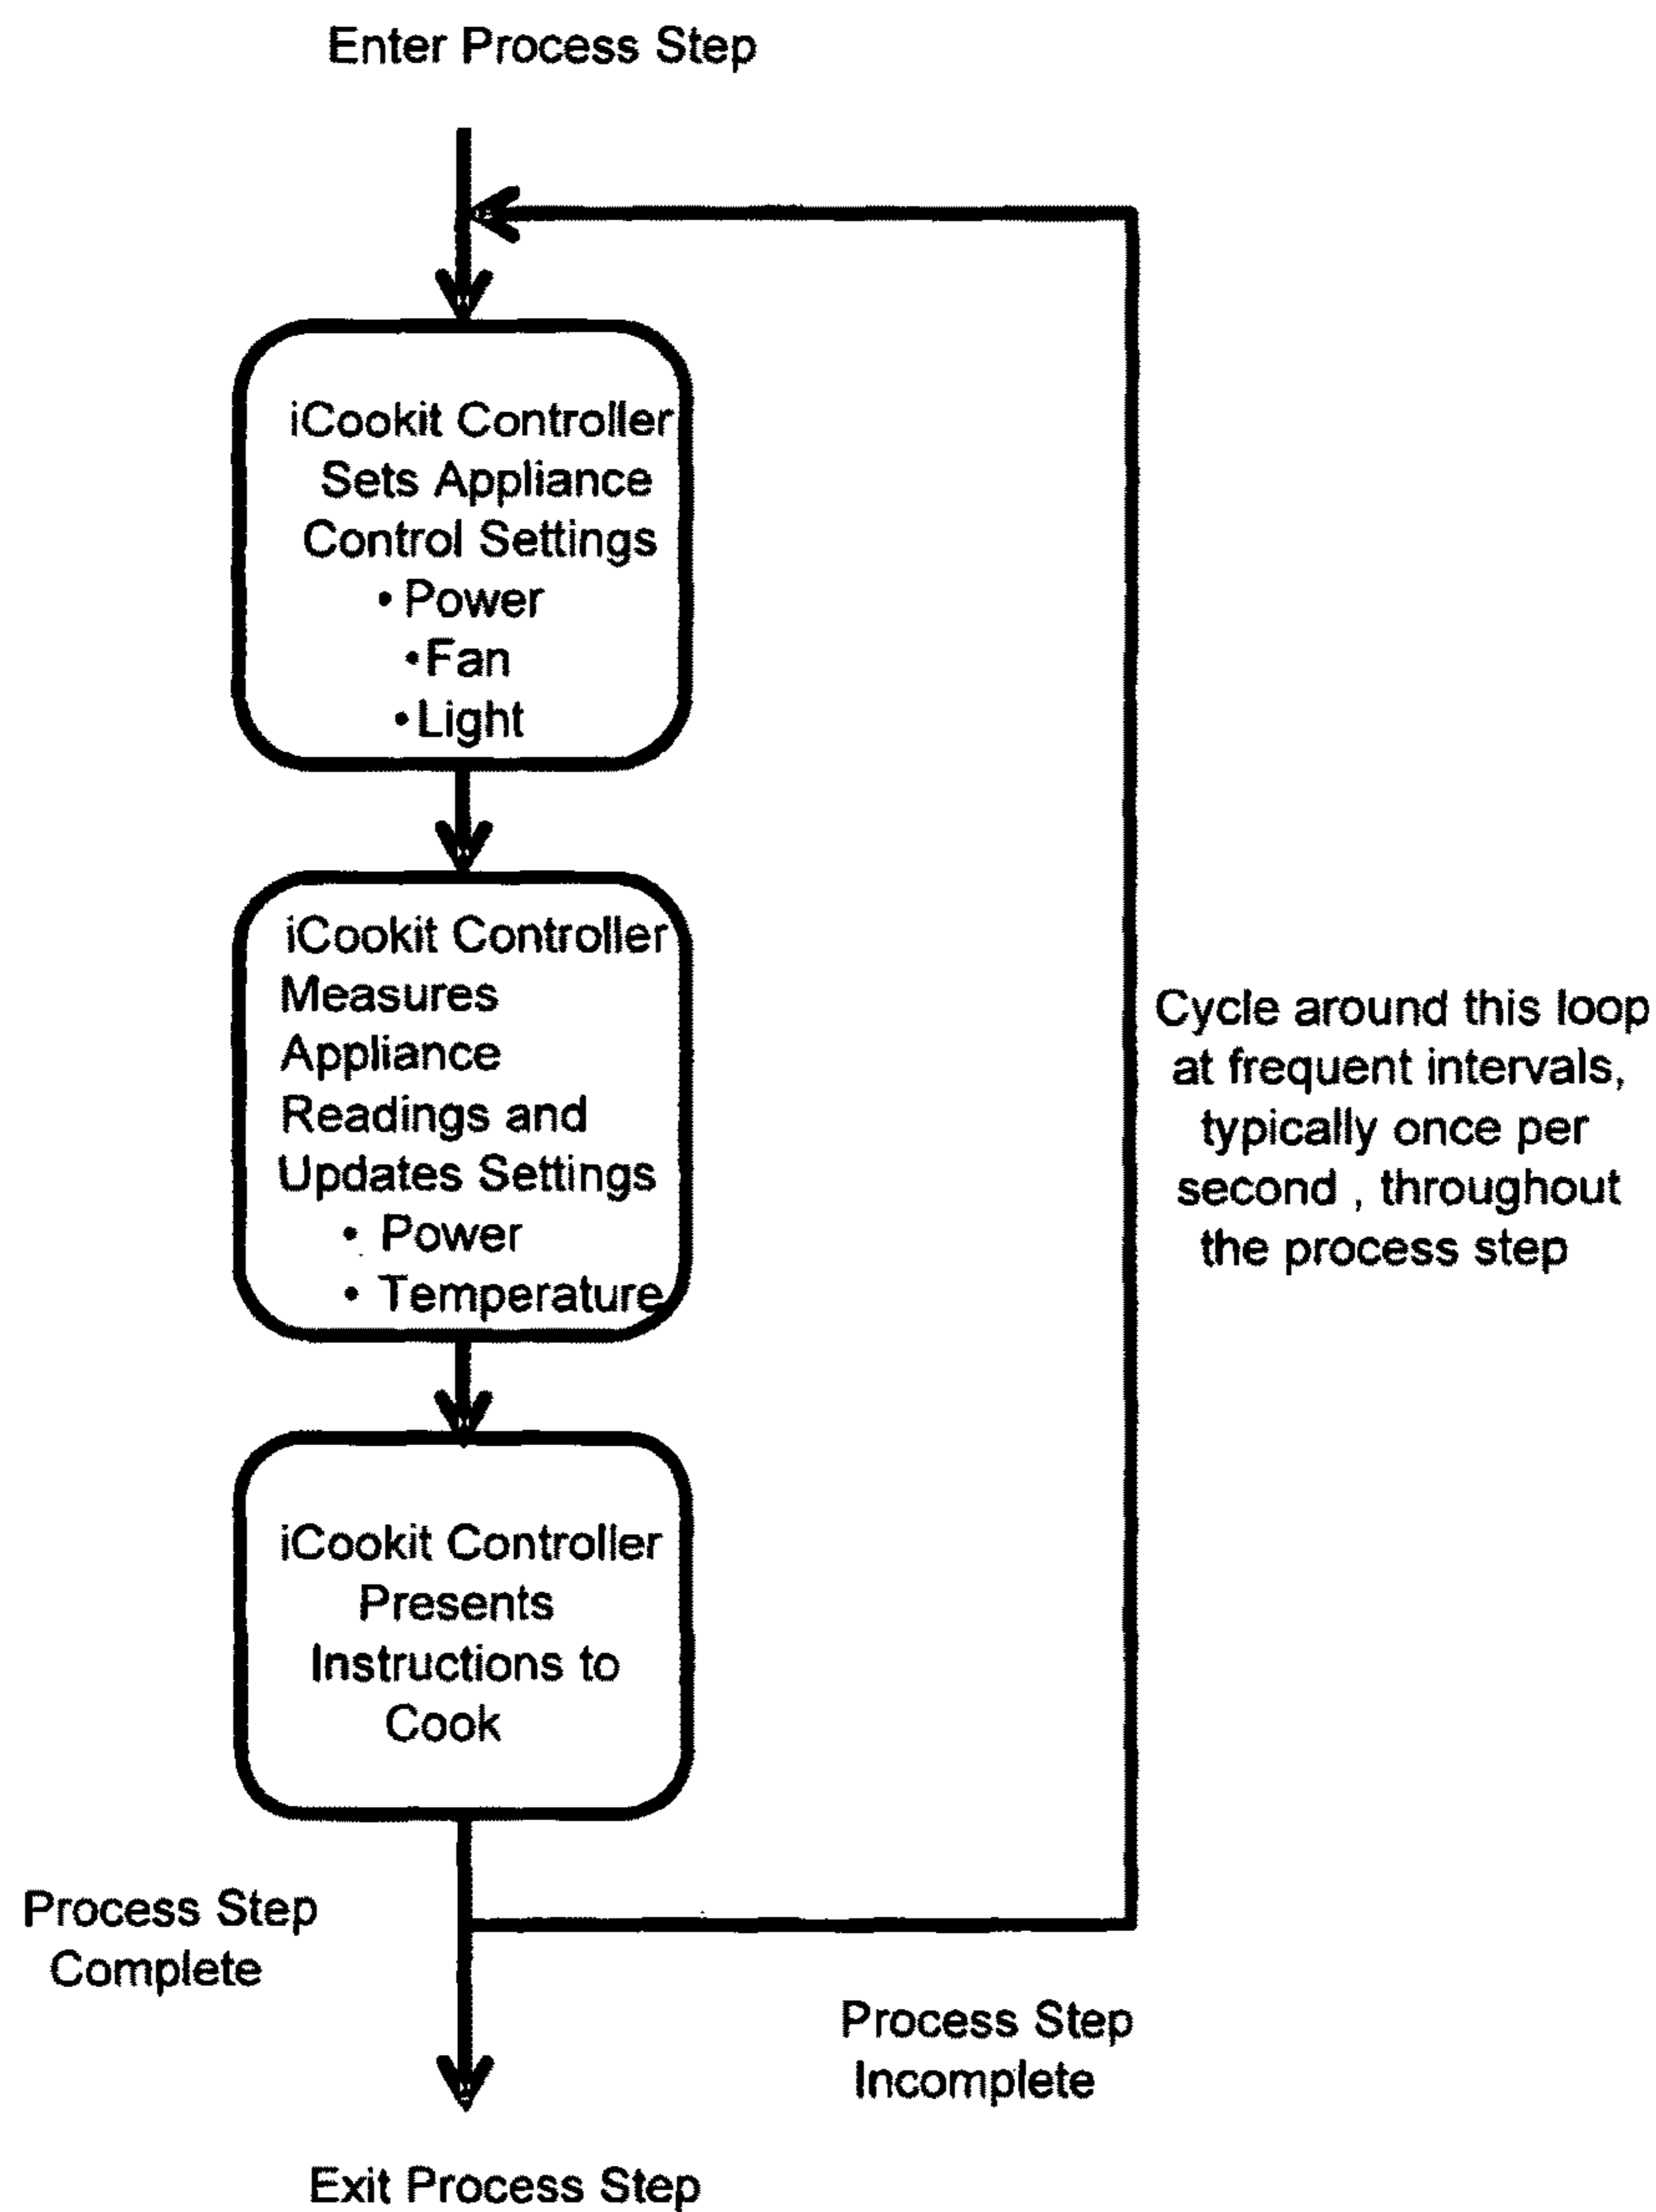 Enter Process Step
iCookit Controller
Sets Appliance
Control Settings
• Power
•Fan
•Light
iCookit Controller
Measures
Appliance
Readings and
Updates Settings
• Power
• Temperature
Cycle around this loop
at frequent intervals,
typically once per
second , throughout
the process step
iCookit Controller
Presents
Instructions to
Cook
Process Step
Complete
Process Step
Incomplete
Exit Process Step